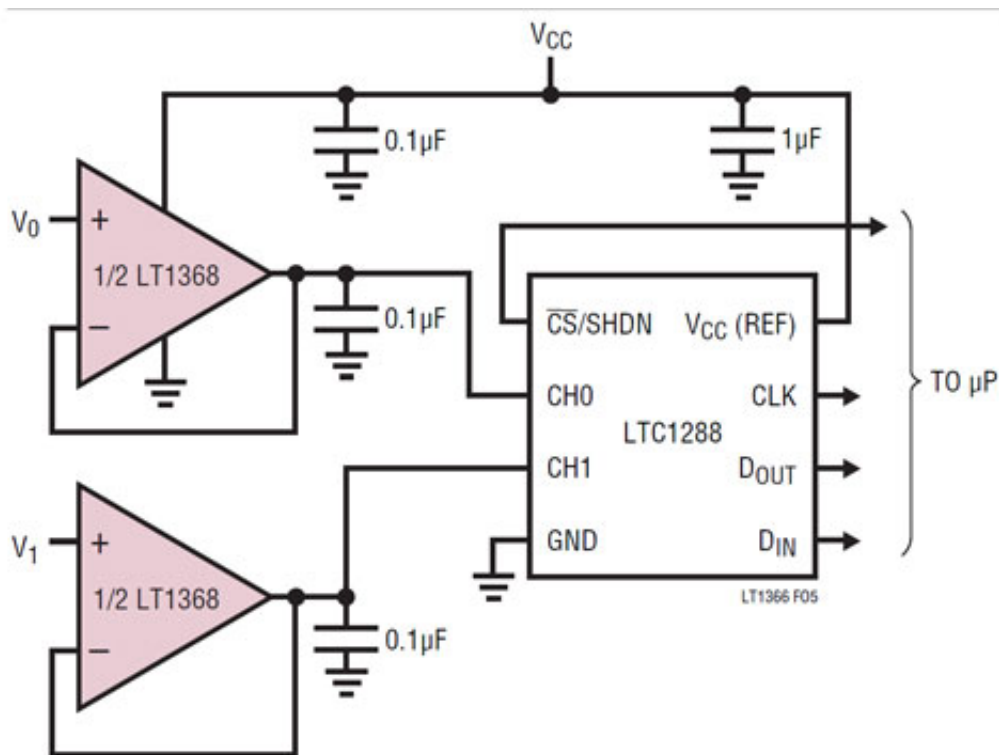 VCC
0.1µF
1µF
V0
+
1/2 LT1368
−
0.1µF
CS/SHDN
VCC (REF)
CH0
CLK
LTC1288
CH1
DOUT
GND
DIN
TO µP
LT1366 F05
V1
+
1/2 LT1368
−
0.1µF